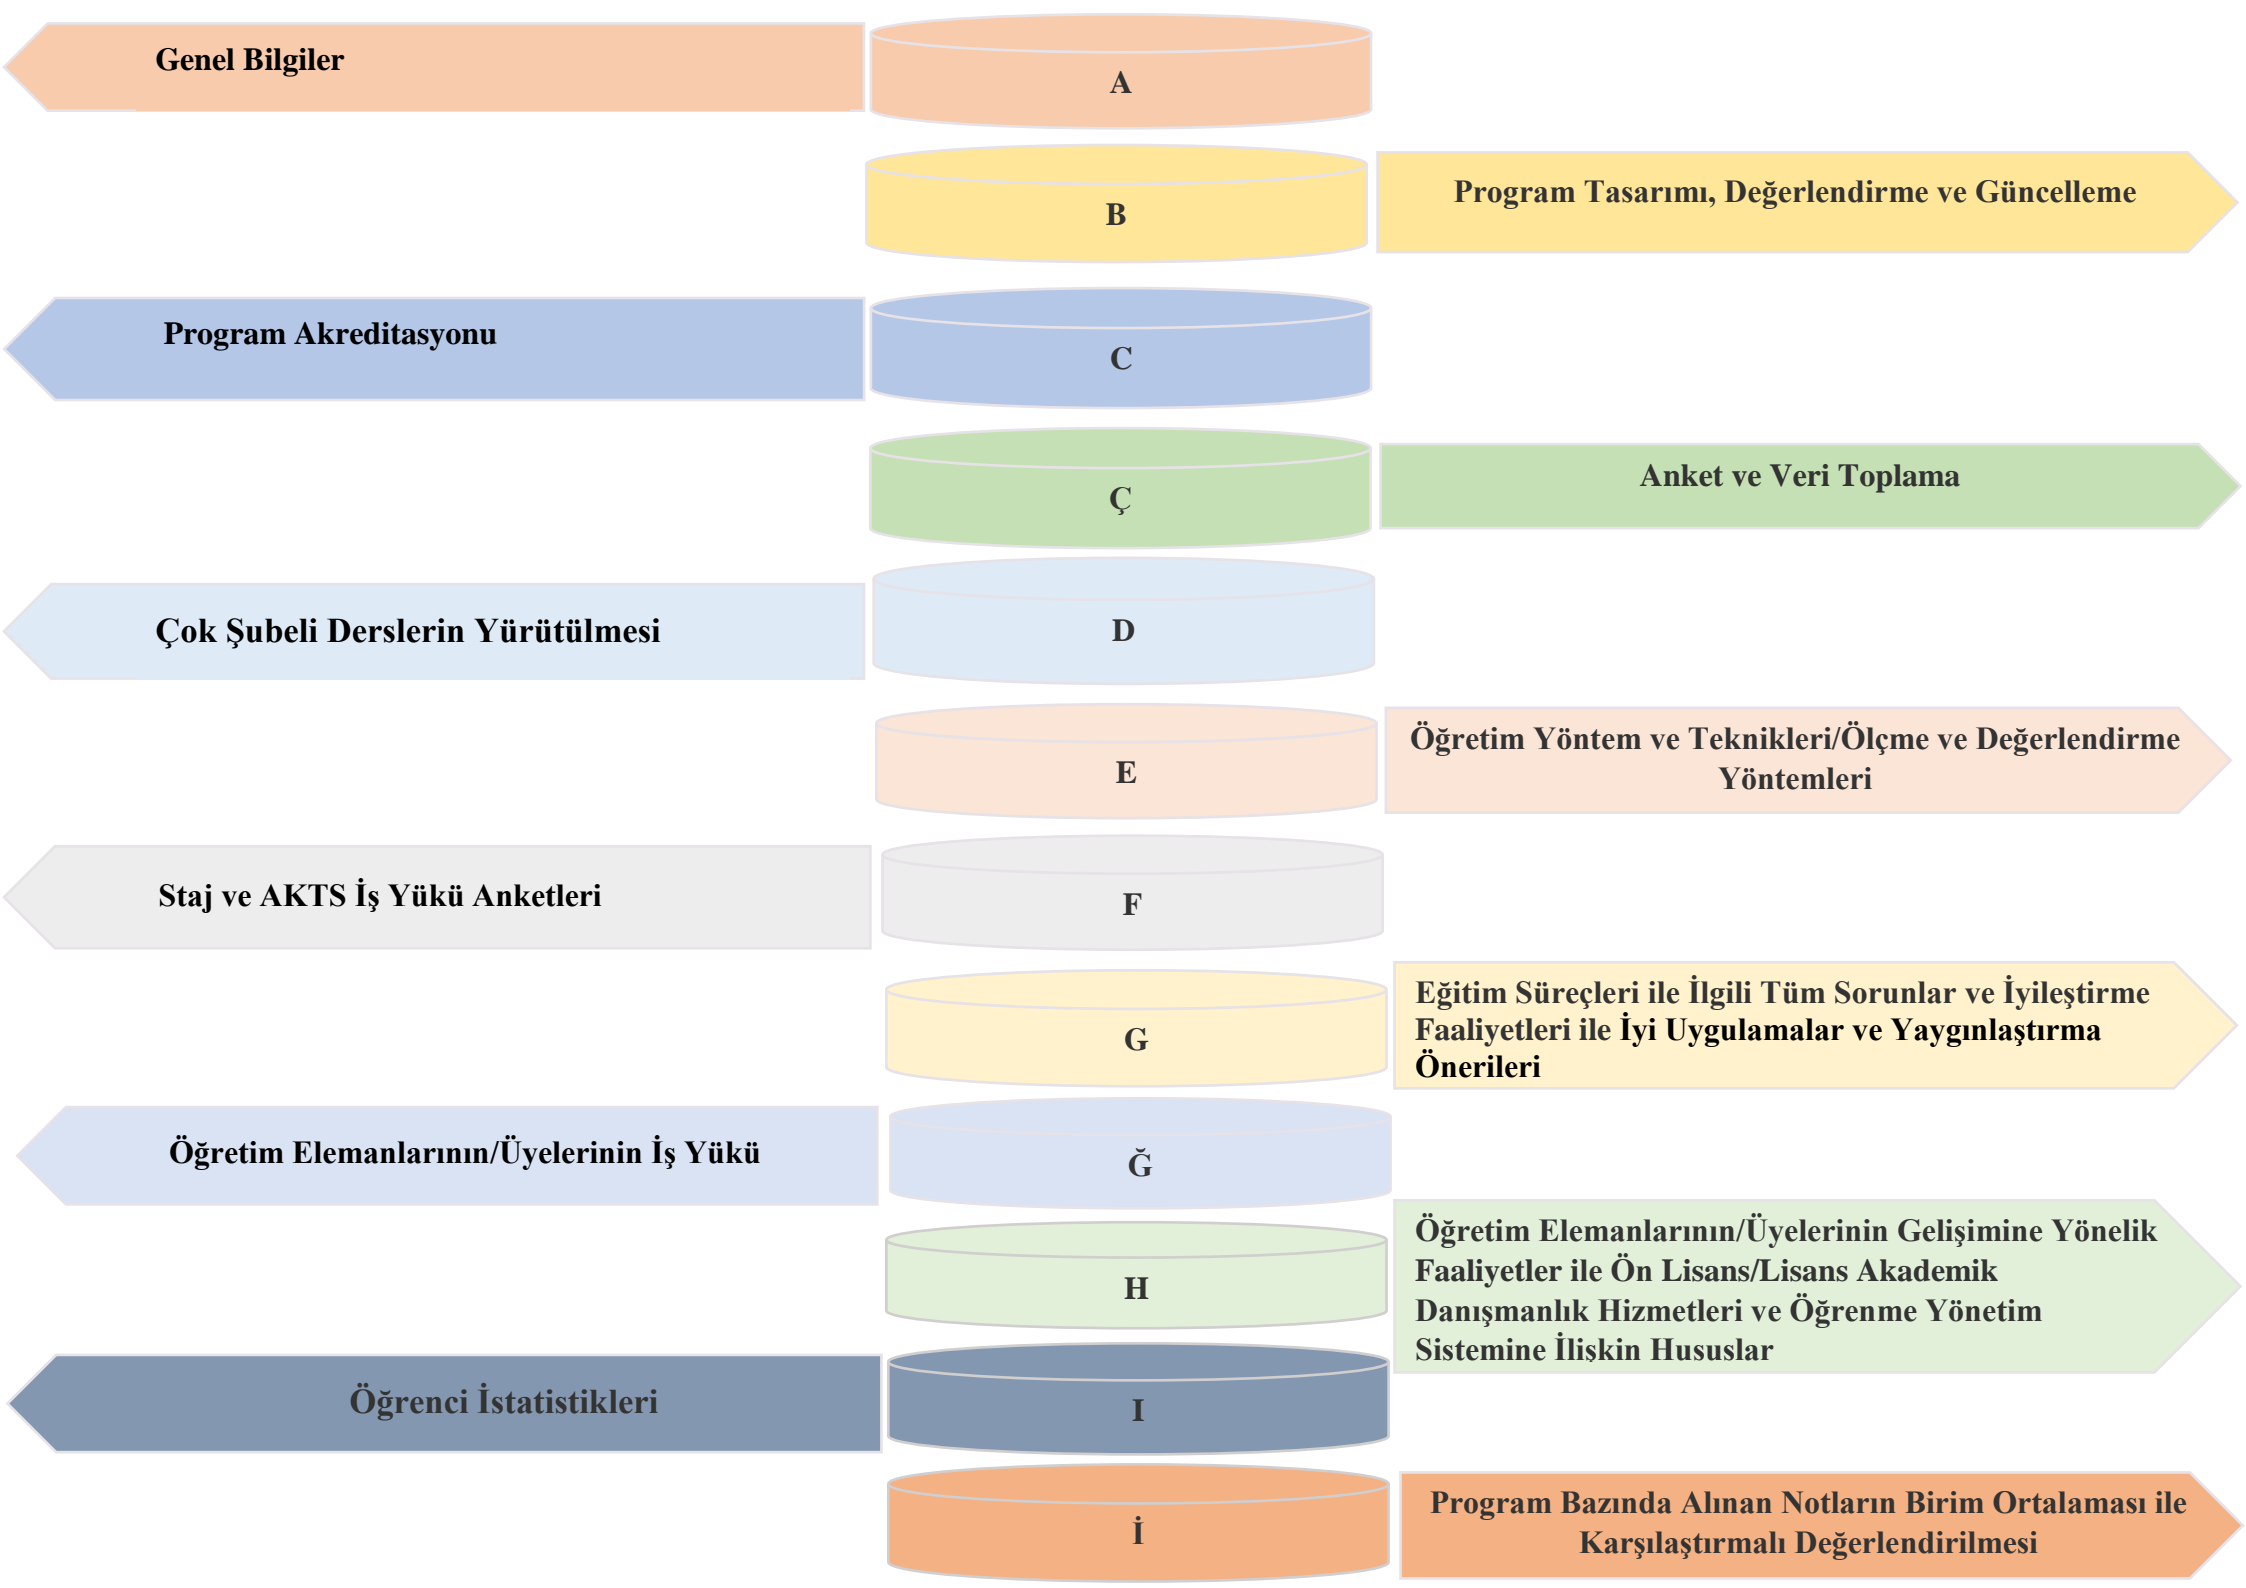 Genel Bilgiler
A
B
Program Tasarımı, Değerlendirme ve Güncelleme
Program Akreditasyonu
C
Ç
Anket ve Veri Toplama
Çok Şubeli Derslerin Yürütülmesi
D
E
Öğretim Yöntem ve Teknikleri/Ölçme ve Değerlendirme
Yöntemleri
Staj ve AKTS İş Yükü Anketleri
F
G
Eğitim Süreçleri ile İlgili Tüm Sorunlar ve İyileştirme
Faaliyetleri ile İyi Uygulamalar ve Yaygınlaştırma
Önerileri
Öğretim Elemanlarının/Üyelerinin İş Yükü
Ğ
H
Öğretim Elemanlarının/Üyelerinin Gelişimine Yönelik
Faaliyetler ile Ön Lisans/Lisans Akademik
Danışmanlık Hizmetleri ve Öğrenme Yönetim
Sistemine İlişkin Hususlar
Öğrenci İstatistikleri
I
İ
Program Bazında Alınan Notların Birim Ortalaması ile
Karşılaştırmalı Değerlendirilmesi